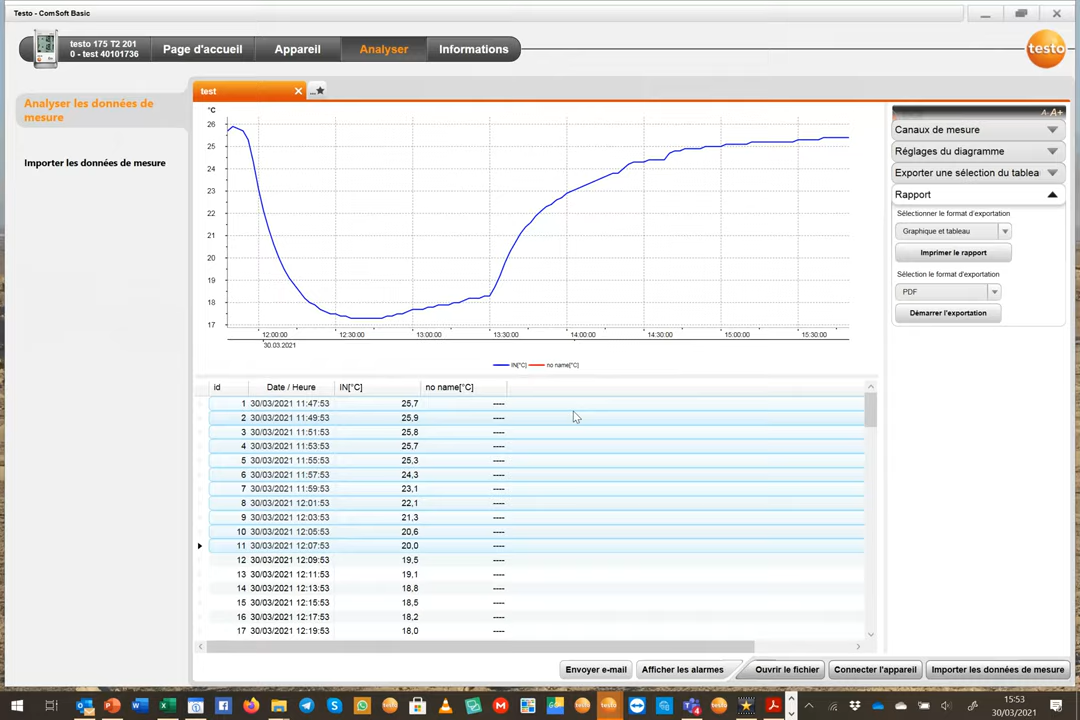 Testo - ComSoft Basic
testo 175 T2 201
0 - test 40101736
Page d'accueil
Appareil
Analyser
Informations
testo
Analyser les données de
mesure
Importer les données de mesure
test
...★
°C
26
25
24
23
22
21
20
19
18
17
12:00:00 12:30:00 13:00:00 13:30:00 14:00:00 14:30:00 15:00:00 15:30:00
30.03.2021
IN[°C] no name[°C]
A- A+
Canaux de mesure
Réglages du diagramme
Exporter une sélection du tablea
Rapport
Sélectionner le format d'exportation
Graphique et tableau
Imprimer le rapport
Sélection le format d'exportation
PDF
Démarrer l'exportation
id Date / Heure IN[°C] no name[°C]
1 30/03/2021 11:47:53 25,7 ----
2 30/03/2021 11:49:53 25,9 ----
3 30/03/2021 11:51:53 25,8 ----
4 30/03/2021 11:53:53 25,7 ----
5 30/03/2021 11:55:53 25,3 ----
6 30/03/2021 11:57:53 24,3 ----
7 30/03/2021 11:59:53 23,1 ----
8 30/03/2021 12:01:53 22,1 ----
9 30/03/2021 12:03:53 21,3 ----
10 30/03/2021 12:05:53 20,6 ----
11 30/03/2021 12:07:53 20,0 ----
12 30/03/2021 12:09:53 19,5 ----
13 30/03/2021 12:11:53 19,1 ----
14 30/03/2021 12:13:53 18,8 ----
15 30/03/2021 12:15:53 18,5 ----
16 30/03/2021 12:17:53 18,2 ----
17 30/03/2021 12:19:53 18,0 ----
Envoyer e-mail
Afficher les alarmes
Ouvrir le fichier
Connecter l'appareil
Importer les données de mesure
15:53
30/03/2021